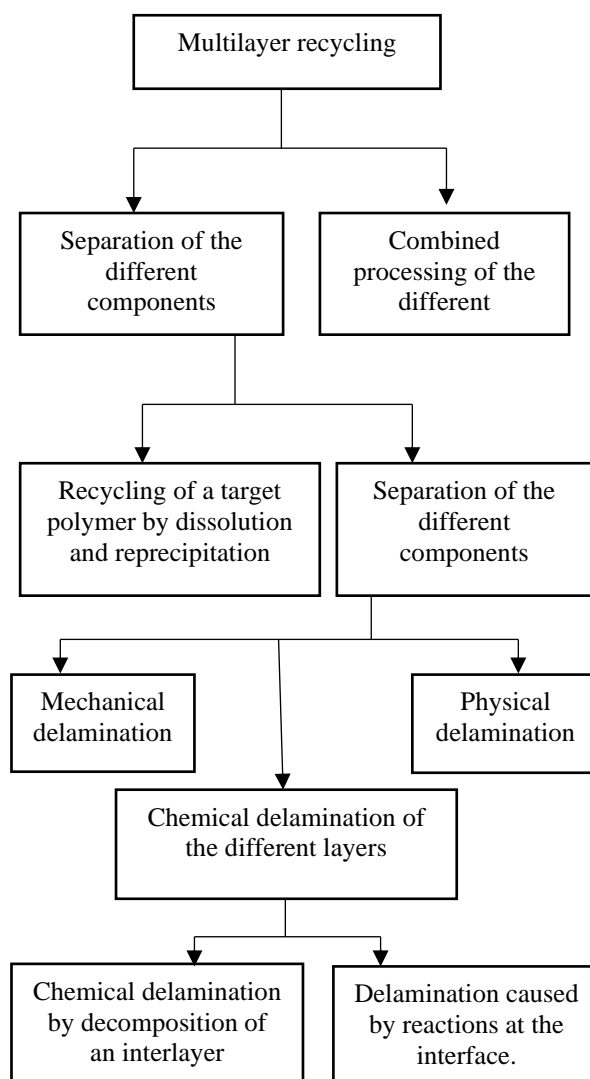 Multilayer recycling
Separation of the
different
components
Combined
processing of the
different
Recycling of a target
polymer by dissolution
and reprecipitation
Separation of the
different
components
Mechanical
delamination
Physical
delamination
Chemical delamination of
the different layers
Chemical delamination
by decomposition of
an interlayer
Delamination caused
by reactions at the
interface.